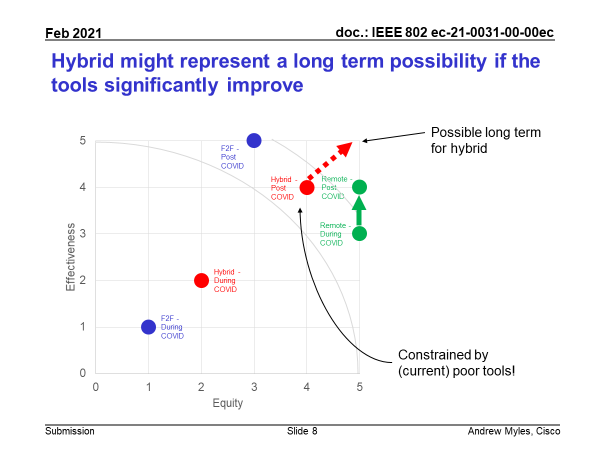 Feb 2021
doc.: IEEE 802 ec-21-0031-00-00ec
Hybrid might represent a long term possibility if the
tools significantly improve
Possible long term
for hybrid
5
4
3
2
1
0
Effectiveness
F2F -
Post
COVID
Hybrid -
Post
COVID
Remote -
Post
COVID
Remote -
During
COVID
Hybrid -
During
COVID
F2F -
During
COVID
0
1
2
3
4
5
Equity
Constrained by
(current) poor tools!
Submission
Slide 8
Andrew Myles, Cisco